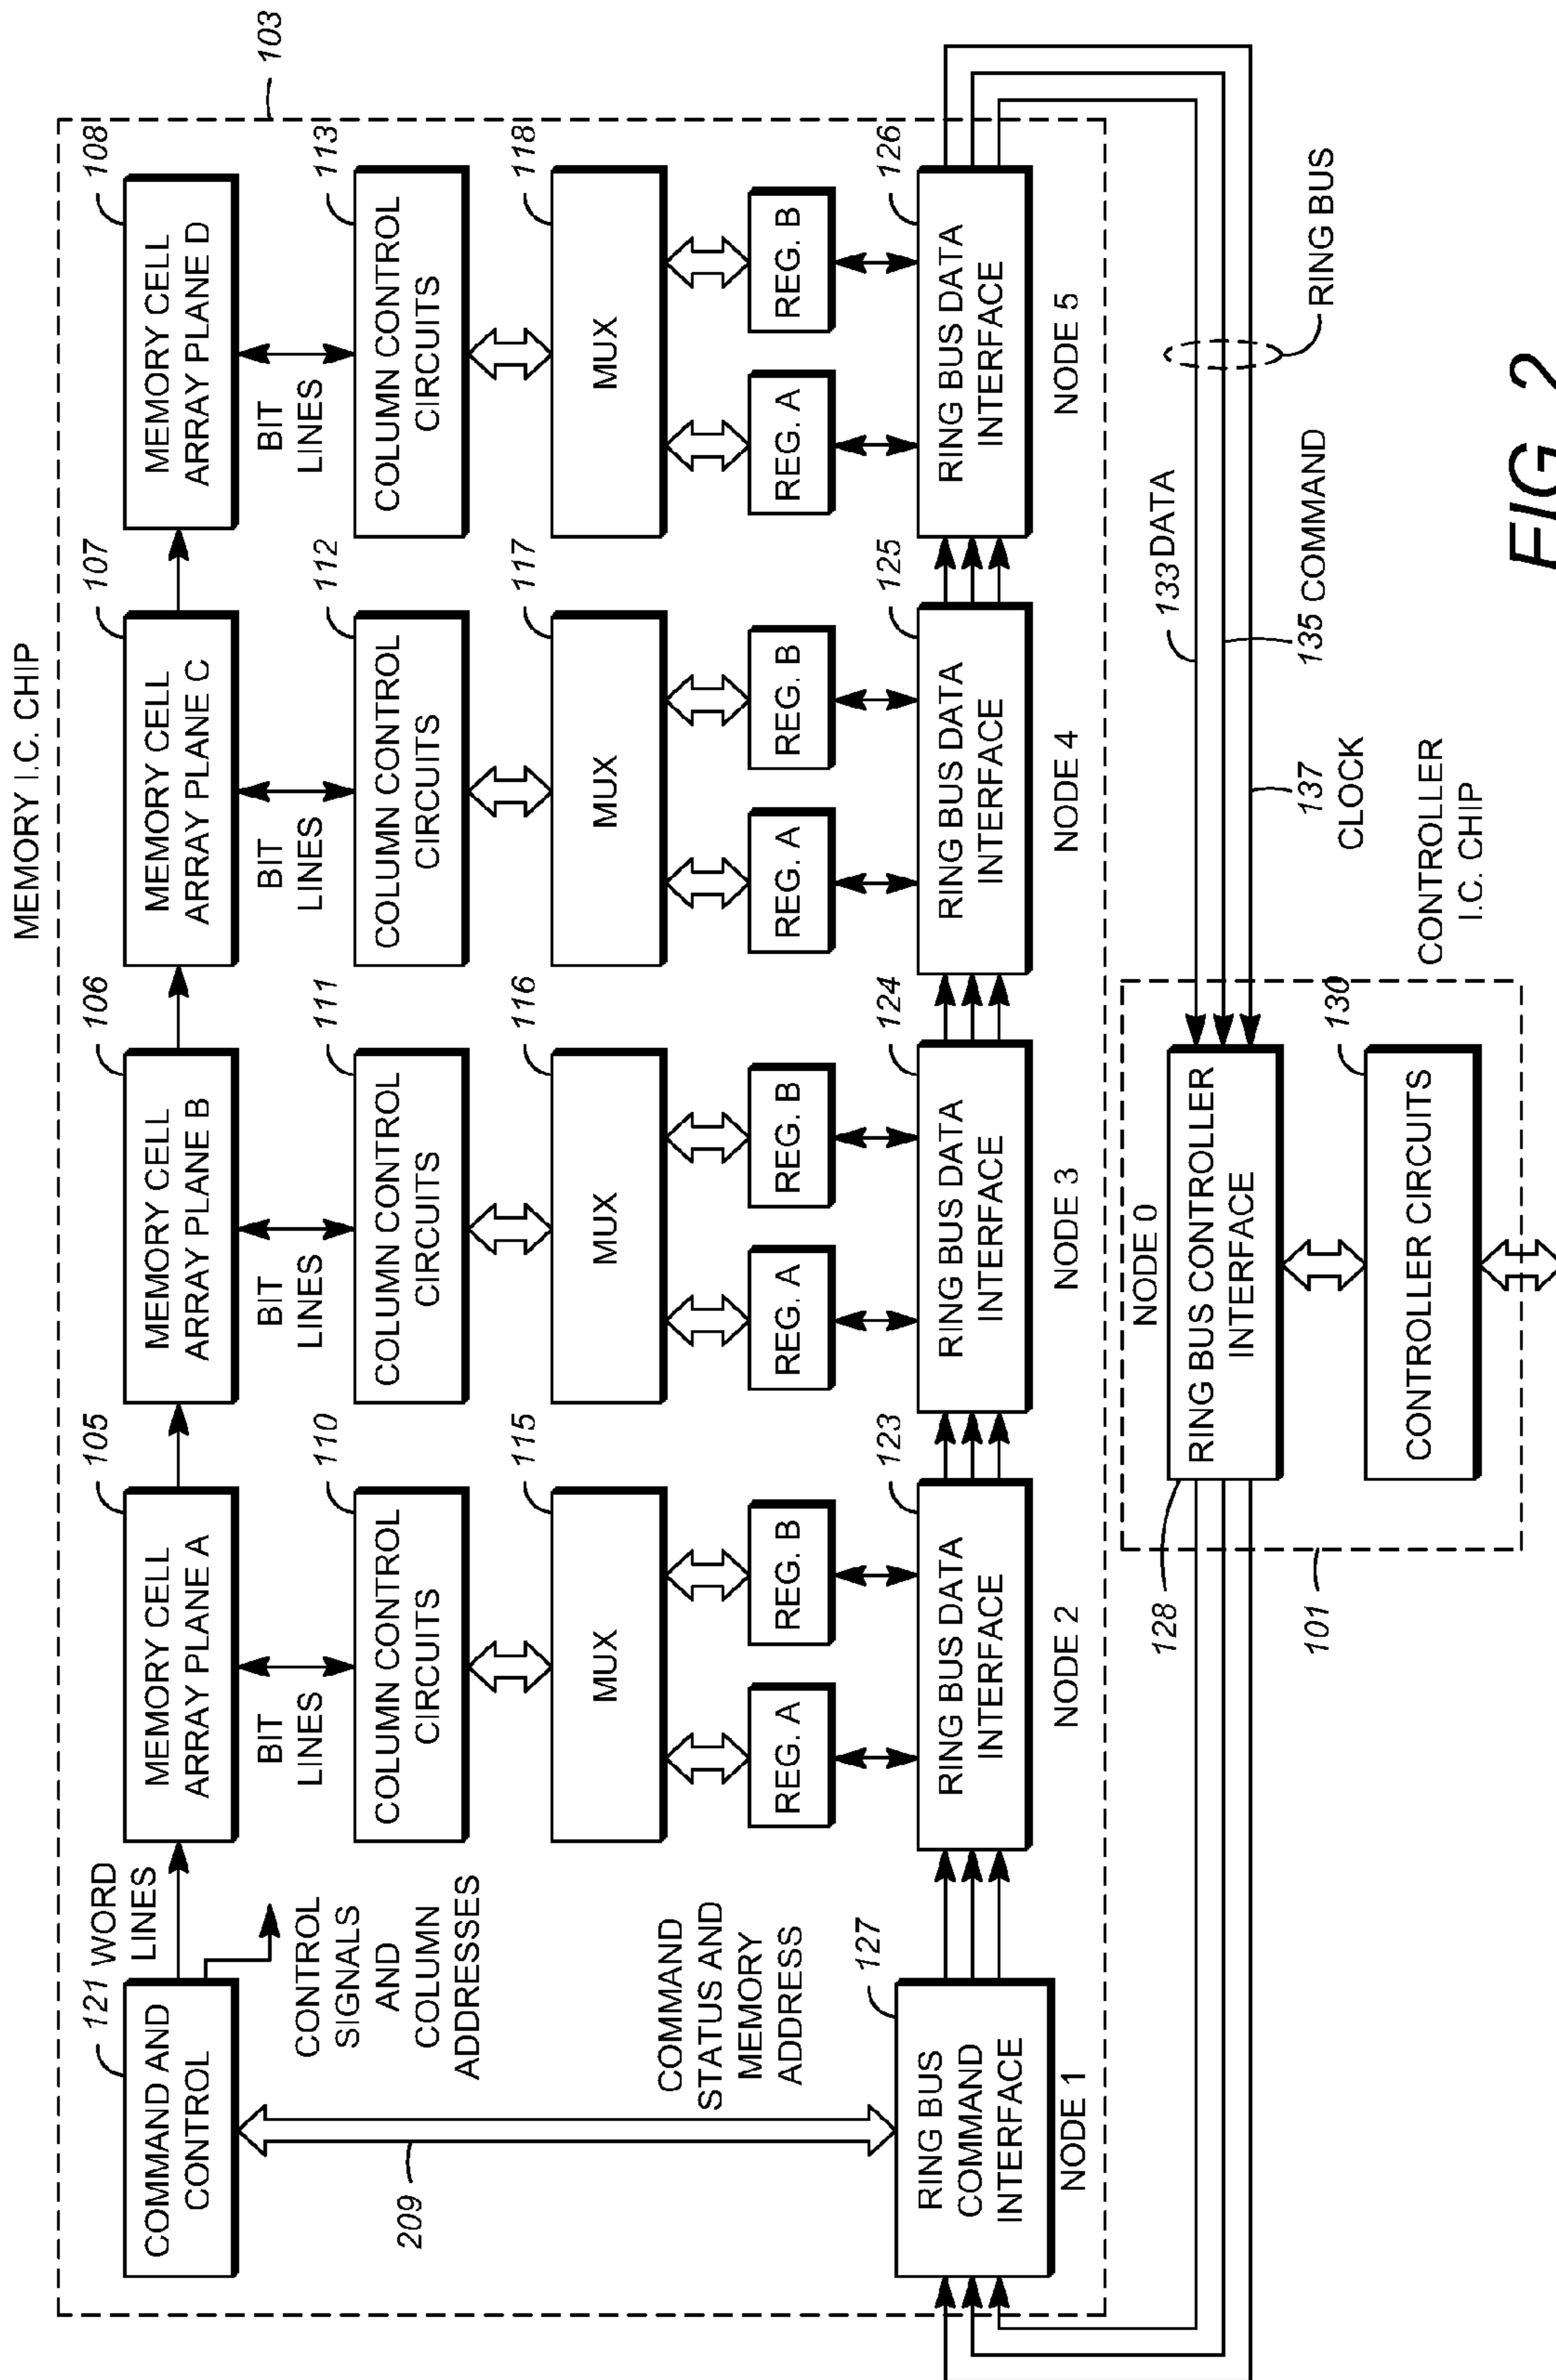 MEMORY I.C. CHIP
103
121
COMMAND AND
CONTROL
WORD
LINES
CONTROL
SIGNALS
AND
COLUMN
ADDRESSES
105
MEMORY CELL
ARRAY PLANE A
106
MEMORY CELL
ARRAY PLANE B
107
MEMORY CELL
ARRAY PLANE C
108
MEMORY CELL
ARRAY PLANE D
BIT
LINES
BIT
LINES
BIT
LINES
BIT
LINES
110
COLUMN CONTROL
CIRCUITS
111
COLUMN CONTROL
CIRCUITS
112
COLUMN CONTROL
CIRCUITS
113
COLUMN CONTROL
CIRCUITS
209
115
MUX
116
MUX
117
MUX
118
MUX
COMMAND
STATUS AND
MEMORY
ADDRESS
REG. A
REG. B
REG. A
REG. B
REG. A
REG. B
REG. A
REG. B
127
RING BUS
COMMAND
INTERFACE
NODE 1
123
RING BUS DATA
INTERFACE
NODE 2
124
RING BUS DATA
INTERFACE
NODE 3
125
RING BUS DATA
INTERFACE
NODE 4
126
RING BUS DATA
INTERFACE
NODE 5
128
101
NODE 0
RING BUS CONTROLLER
INTERFACE
130
CONTROLLER CIRCUITS
133 DATA
135 COMMAND
137
CLOCK
RING BUS
CONTROLLER
I.C. CHIP
FIG. 2